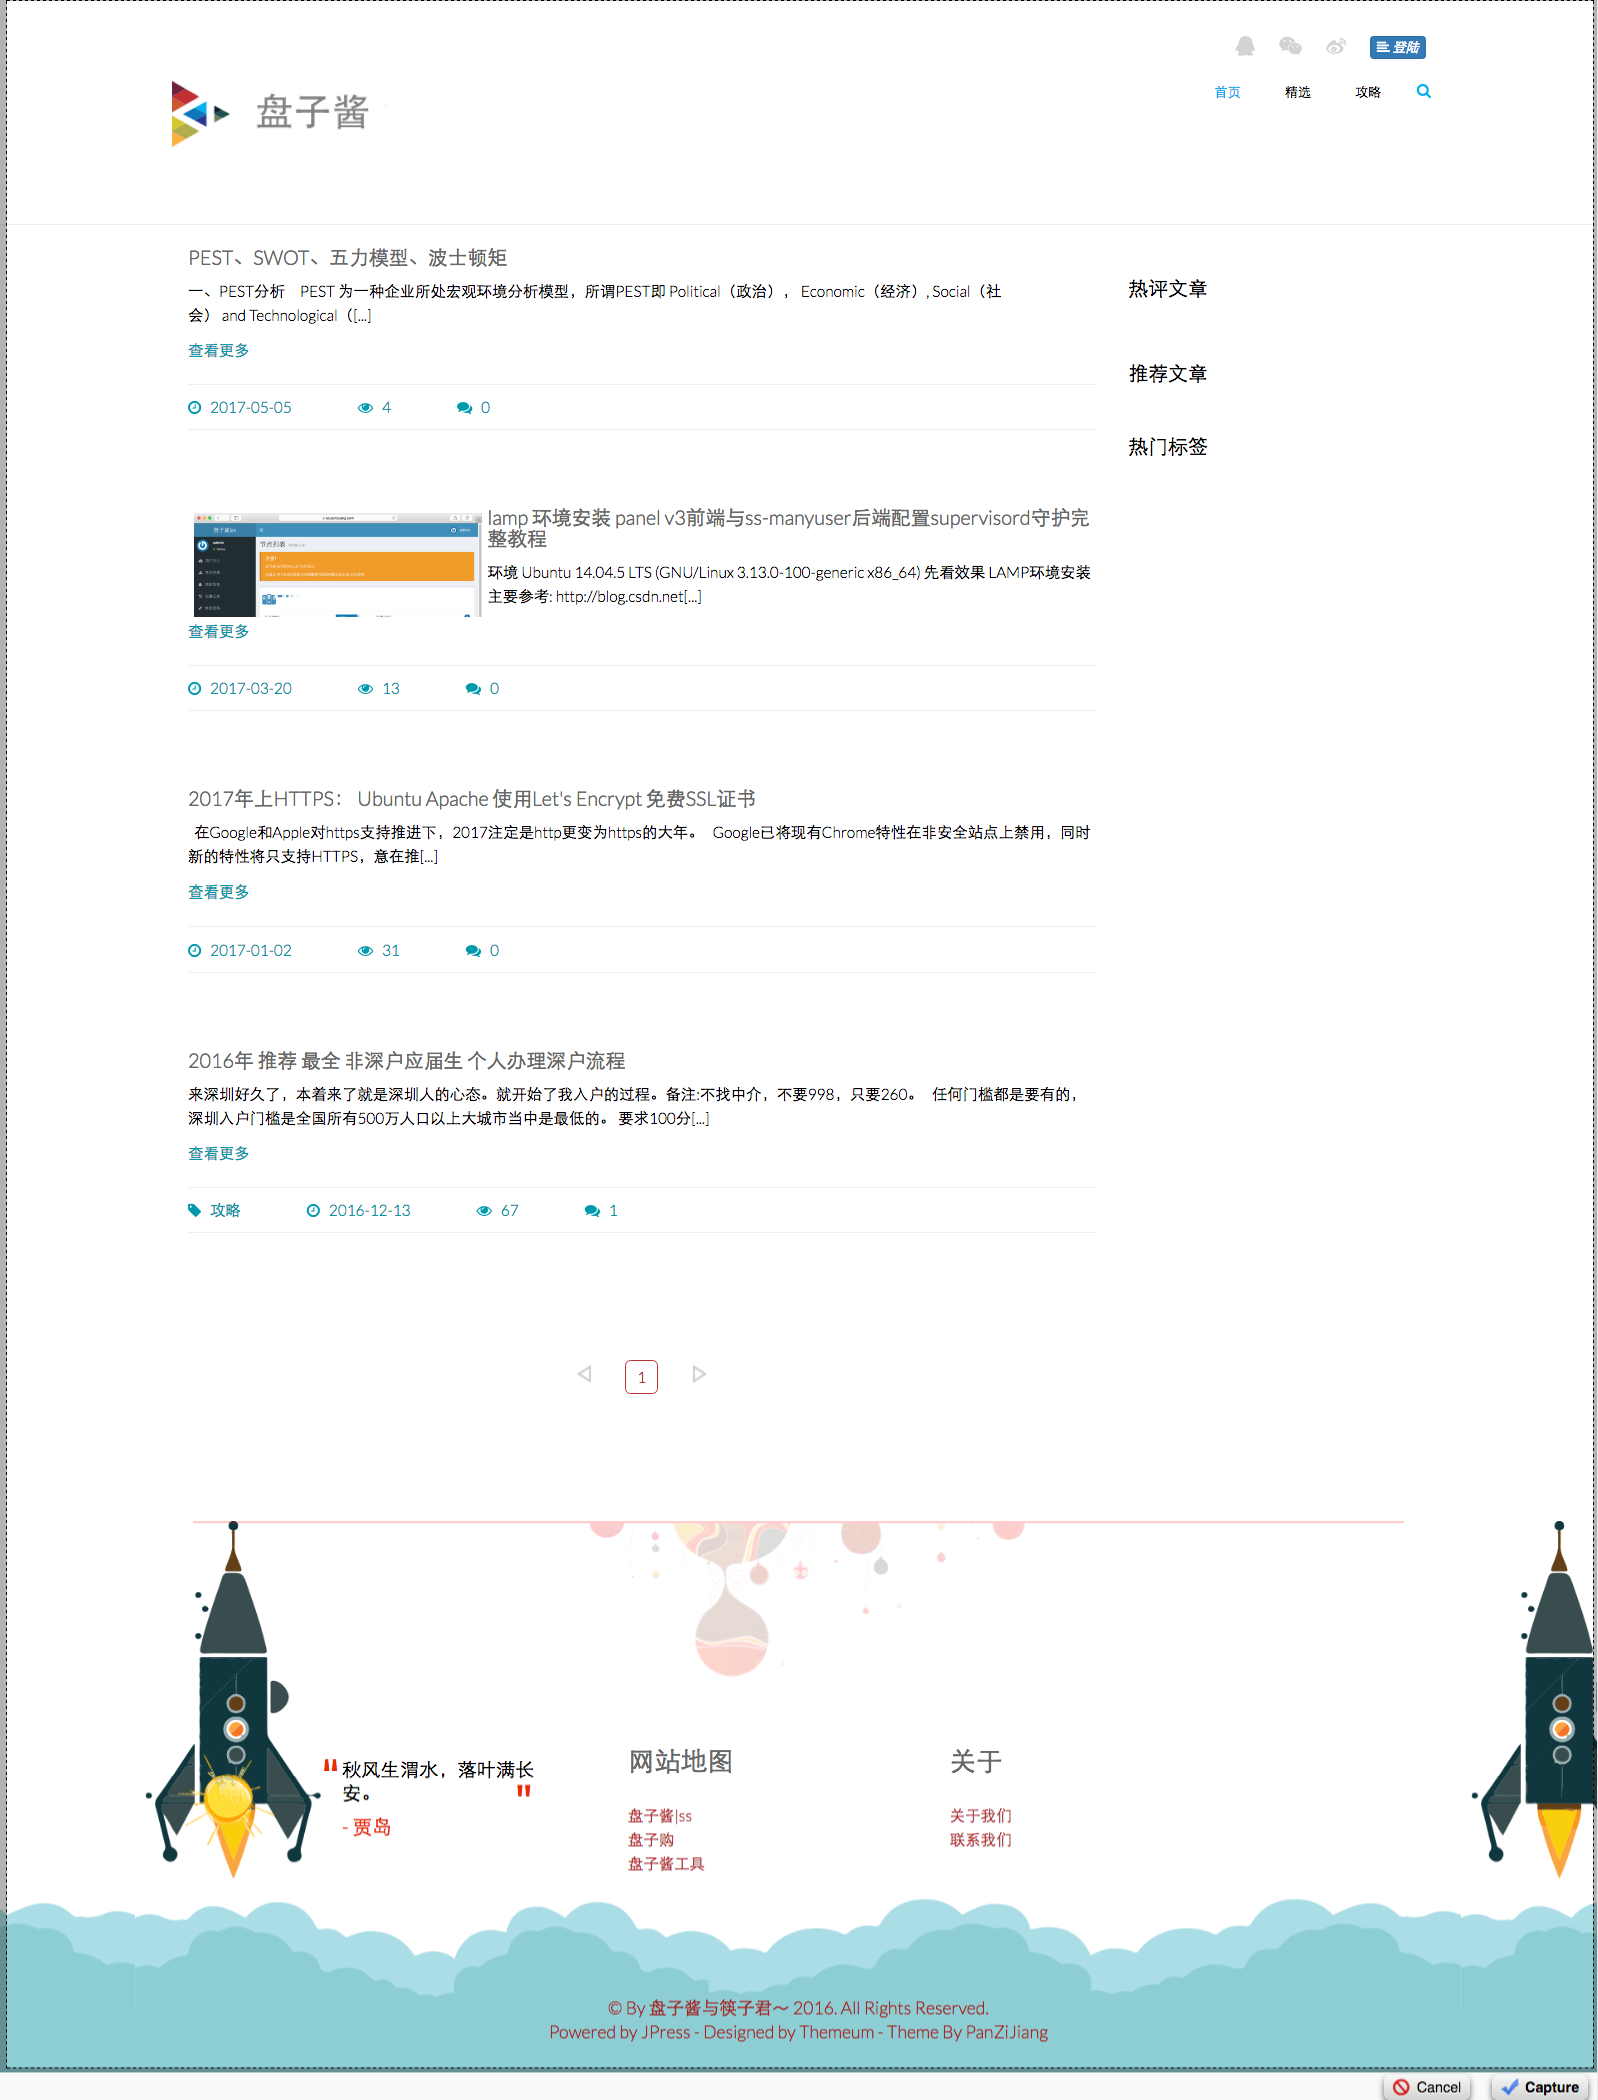 登陆
盘子酱
首页 精选 攻略
PEST、SWOT、五力模型、波士顿矩
一、PEST分析 PEST 为一种企业所处宏观环境分析模型，所谓PEST即 Political（政治）， Economic（经济）, Social（社
会） and Technological（[...]
查看更多
2017-05-05 4 0
热评文章
推荐文章
热门标签
lamp 环境安装 panel v3前端与ss-manyuser后端配置supervisord守护完
整教程
环境 Ubuntu 14.04.5 LTS (GNU/Linux 3.13.0-100-generic x86_64) 先看效果 LAMP环境安装
主要参考: http://blog.csdn.net[...]
盘子酱|ss
节点列表
查看更多
2017-03-20 13 0
2017年上HTTPS： Ubuntu Apache 使用Let's Encrypt 免费SSL证书
在Google和Apple对https支持推进下，2017注定是http更变为https的大年。 Google已将现有Chrome特性在非安全站点上禁用，同时
新的特性将只支持HTTPS，意在推[...]
查看更多
2017-01-02 31 0
2016年 推荐 最全 非深户应届生 个人办理深户流程
来深圳好久了，本着来了就是深圳人的心态。就开始了我入户的过程。备注:不找中介，不要998，只要260。 任何门槛都是要有的，
深圳入户门槛是全国所有500万人口以上大城市当中是最低的。 要求100分[...]
查看更多
攻略 2016-12-13 67 1
1
"秋风生渭水，落叶满长
安。"
- 贾岛
网站地图
盘子酱|ss
盘子购
盘子酱工具
关于
关于我们
联系我们
© By 盘子酱与筷子君～ 2016. All Rights Reserved.
Powered by JPress - Designed by Themeum - Theme By PanZiJiang
Cancel Capture